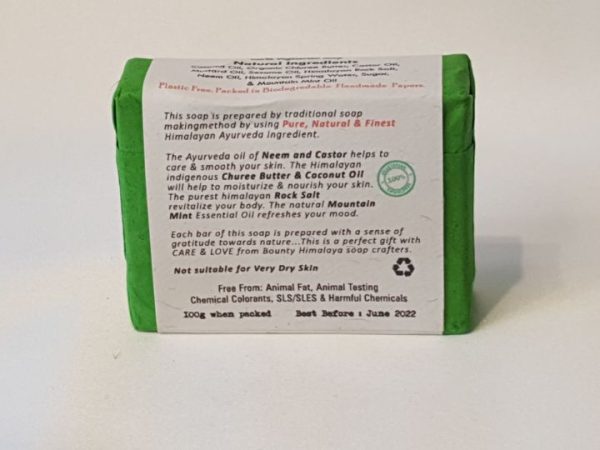 Natural Ingredients
Oil, Organic Churee Butter, Castor Oil,
Mustard Oil, Sesame Oil, Himalayan Rock Salt,
Neem Oil, Himalayan Spring Water, Sugar,
& Mountain Mint Oil
Plastic Free, Packed in Biodegradable Handmade Papers.
This soap is prepared by traditional soap
makingmethod by using Pure, Natural & Finest
Himalayan Ayurveda Ingredient.
The Ayurveda oil of Neem and Castor helps to
care & smooth your skin. The Himalayan
indigenous Churee Butter & Coconut Oil
will help to moisturize & nourish your skin.
The purest himalayan Rock Salt
revitalize your body. The natural Mountain
Mint Essential Oil refreshes your mood.
100%
Each bar of this soap is prepared with a sense of
gratitude towards nature...This is a perfect gift with
CARE & LOVE from Bounty Himalaya soap crafters.
Not suitable for Very Dry Skin
Free From: Animal Fat, Animal Testing
Chemical Colorants, SLS/SLES & Harmful Chemicals
100g when packed Best Before : June 2022